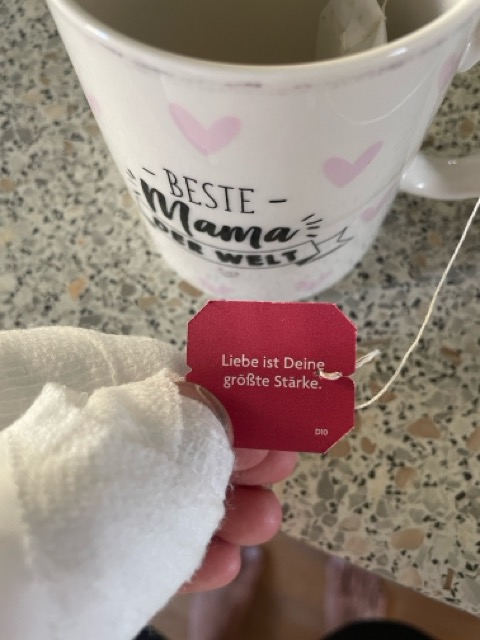 - BESTE -
Mama
DER WELT
Liebe ist Deine
größte Stärke.
D10